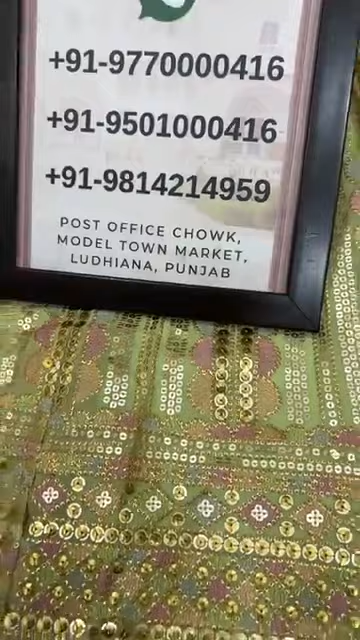 +91-9770000416
+91-9501000416
+91-9814214959
POST OFFICE CHOWK,
MODEL TOWN MARKET,
LUDHIANA, PUNJAB